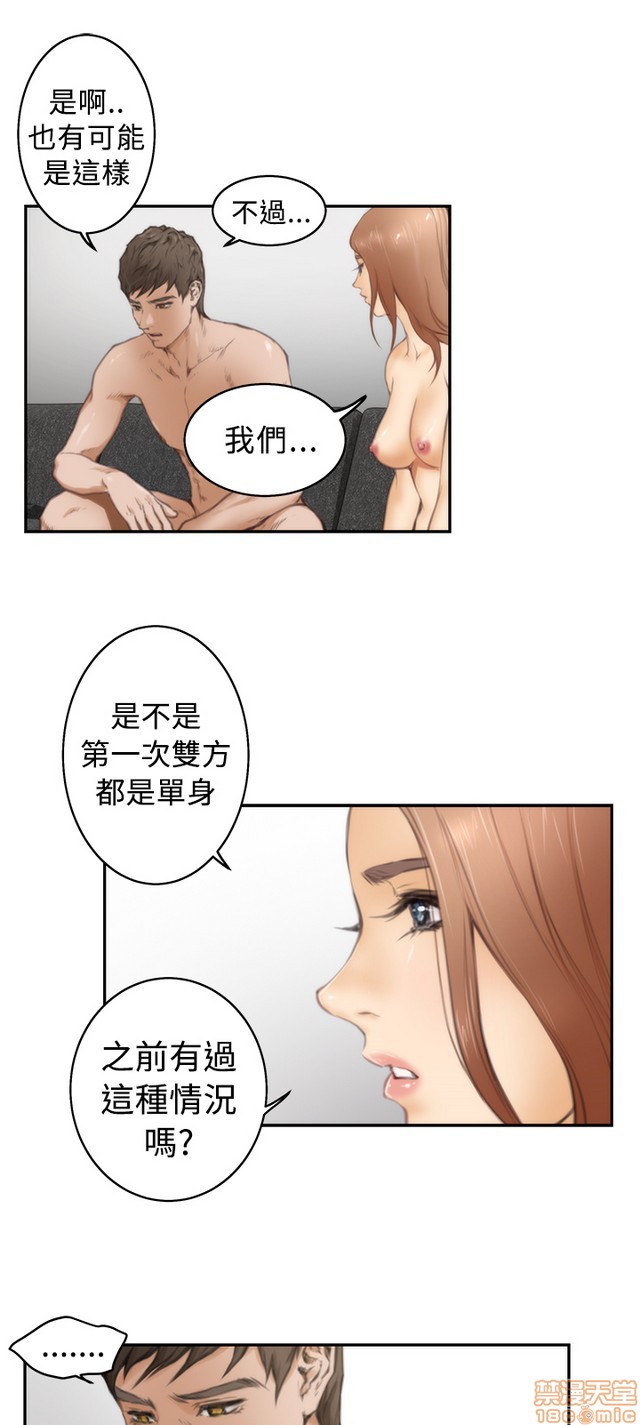 是啊..
也有可能
是這樣
不過...
我們...
是不是
第一次雙方
都是單身
之前有過
這種情況
嗎?
.......
禁漫天堂
18comic